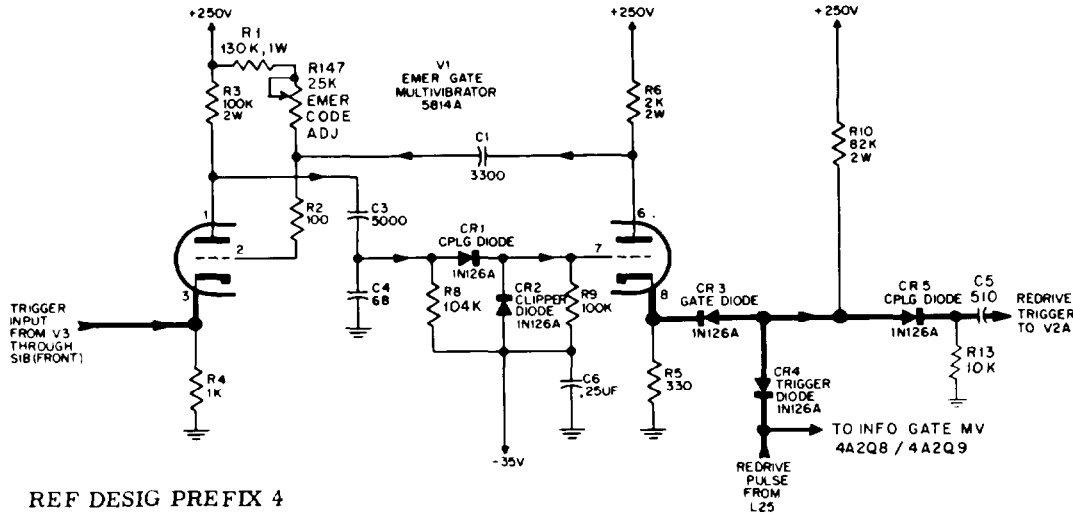 +250V
+250V
+250V
R1
130K, 1W
R147
25K
EMER
CODE
ADJ
R3
100K
2W
V1
EMER GATE
MULTIVIBRATOR
5814A
R6
2K
2W
R10
82K
2W
C1
3300
1
2
3
R2
100
C3
5000
C4
68
CR1
CPLG DIODE
1N126A
R8
104K
CR2
CLIPPER
DIODE
1N126A
R9
100K
C6
.25UF
-35V
6
7
8
CR3
GATE DIODE
1N126A
CR5
CPLG DIODE
1N126A
C5
510
REDRIVE
TRIGGER
TO V2A
R13
10K
R5
330
CR4
TRIGGER
DIODE
1N126A
TO INFO GATE MV
4A2Q8 / 4A2Q9
REDRIVE
PULSE
FROM
L25
TRIGGER
INPUT
FROM V3
THROUGH
S1B(FRONT)
R4
1K
REF DESIG PREFIX 4